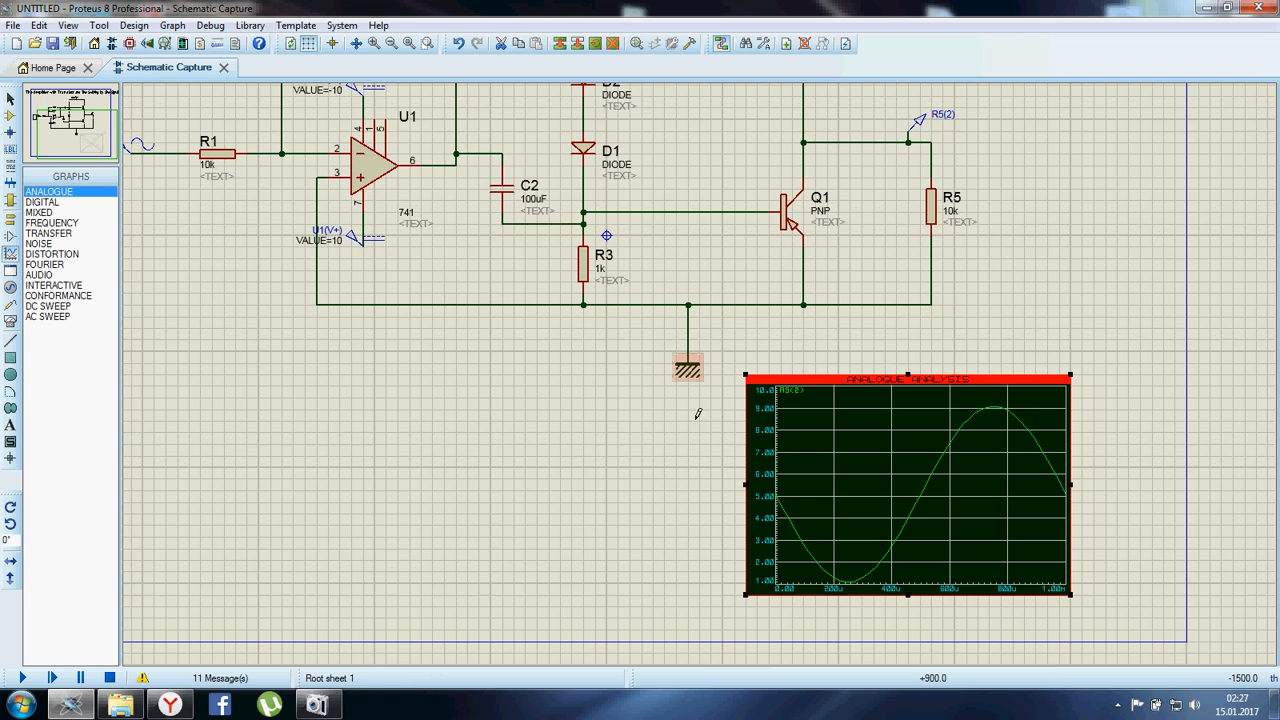 UNTITLED - Proteus 8 Professional - Schematic Capture
File Edit View Tool Design Graph Debug Library Template System Help
Home Page
Schematic Capture
GRAPHS
ANALOGUE
DIGITAL
MIXED
FREQUENCY
TRANSFER
NOISE
DISTORTION
FOURIER
AUDIO
INTERACTIVE
CONFORMANCE
DC SWEEP
AC SWEEP
LBL
A
0°
VALUE=-10
U1
4 1 5
2
3
6
7
741
<TEXT>
U1(V+)
VALUE=10
R1
10k
<TEXT>
C2
100uF
<TEXT>
DIODE
<TEXT>
D1
DIODE
<TEXT>
R3
1k
<TEXT>
Q1
PNP
<TEXT>
R5(2)
R5
10k
<TEXT>
ANALOGUE ANALYSIS
R5(2)
10.0
9.00
8.00
7.00
6.00
5.00
4.00
3.00
2.00
1.00
0.00 200u 400u 600u 800u 1.00m
11 Message(s)
Root sheet 1
+900.0
-1500.0
th
02:27
15.01.2017